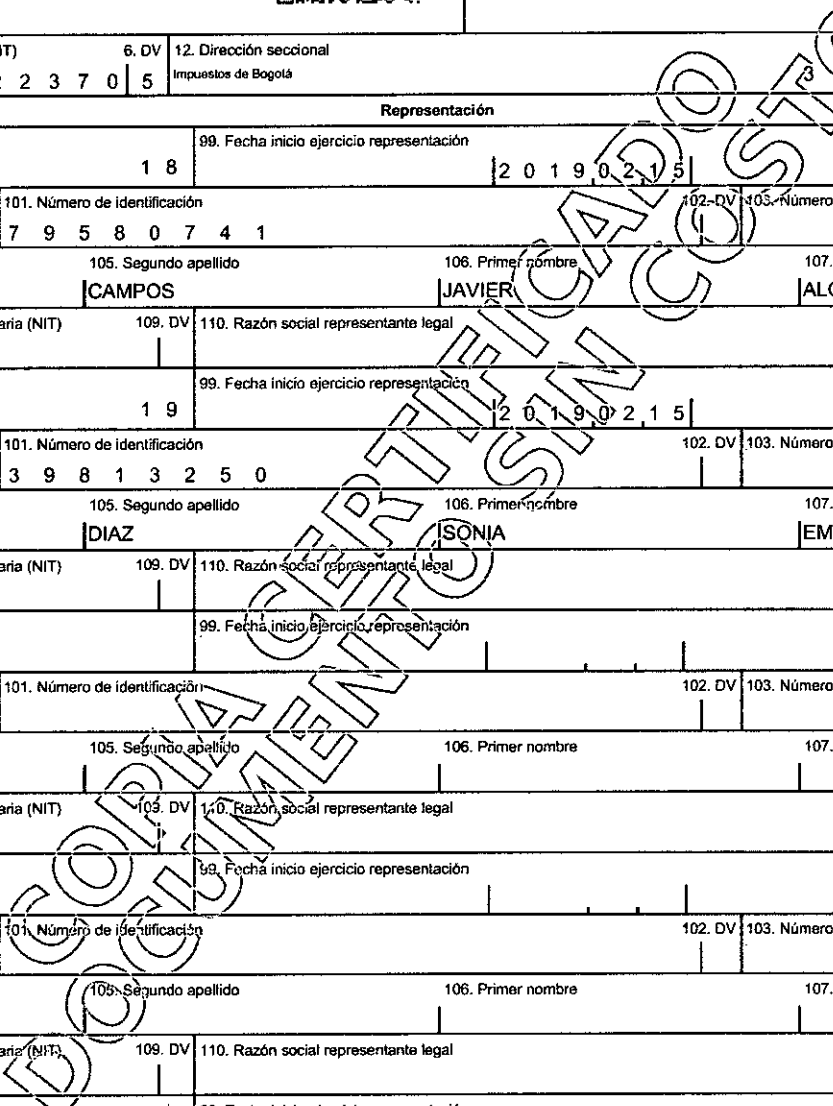 6. DV 12. Dirección seccional
2 3 7 0 5 Impuestos de Bogotá
Representación
99. Fecha inicio ejercicio representación
1 8 2 0 1 9 0 2 1 5
101. Número de identificación 102. DV 103. Número
7 9 5 8 0 7 4 1
105. Segundo apellido 106. Primer nombre 107.
CAMPOS JAVIER
(NIT) 109. DV 110. Razón social representante legal
99. Fecha inicio ejercicio representación
1 9 2 0 1 9 0 2 1 5
101. Número de identificación 102. DV 103. Número
3 9 8 1 3 2 5 0
105. Segundo apellido 106. Primer nombre 107.
DIAZ SONIA
(NIT) 109. DV 110. Razón social representante legal
99. Fecha inicio ejercicio representación
101. Número de identificación 102. DV 103. Número
105. Segundo apellido 106. Primer nombre 107.
(NIT) 109. DV 110. Razón social representante legal
99. Fecha inicio ejercicio representación
101. Número de identificación 102. DV 103. Número
105. Segundo apellido 106. Primer nombre 107.
(NIT) 109. DV 110. Razón social representante legal
COPIA CERTIFICADO
DOCUMENTO SIN COSTO